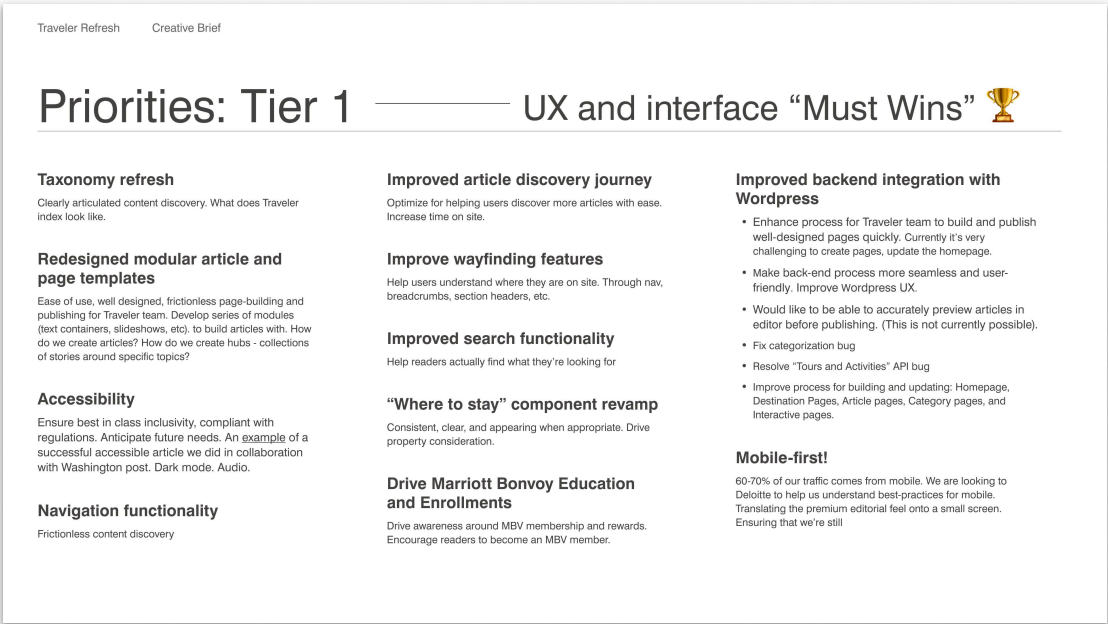 Traveler Refresh Creative Brief
Priorities: Tier 1 UX and interface “Must Wins” 🏆
Taxonomy refresh
Clearly articulated content discovery. What does Traveler
index look like.
Redesigned modular article and
page templates
Ease of use, well designed, frictionless page-building and
publishing for Traveler team. Develop series of modules
(text containers, slideshows, etc). to build articles with. How
do we create articles? How do we create hubs - collections
of stories around specific topics?
Accessibility
Ensure best in class inclusivity, compliant with
regulations. Anticipate future needs. An example of a
successful accessible article we did in collaboration
with Washington post. Dark mode. Audio.
Navigation functionality
Frictionless content discovery
Improved article discovery journey
Optimize for helping users discover more articles with ease.
Increase time on site.
Improve wayfinding features
Help users understand where they are on site. Through nav,
breadcrumbs, section headers, etc.
Improved search functionality
Help readers actually find what they’re looking for
“Where to stay” component revamp
Consistent, clear, and appearing when appropriate. Drive
property consideration.
Drive Marriott Bonvoy Education
and Enrollments
Drive awareness around MBV membership and rewards.
Encourage readers to become an MBV member.
Improved backend integration with
Wordpress
• Enhance process for Traveler team to build and publish
well-designed pages quickly. Currently it’s very
challenging to create pages, update the homepage.
• Make back-end process more seamless and user-
friendly. Improve Wordpress UX.
• Would like to be able to accurately preview articles in
editor before publishing. (This is not currently possible).
• Fix categorization bug
• Resolve “Tours and Activities” API bug
• Improve process for building and updating: Homepage,
Destination Pages, Article pages, Category pages, and
Interactive pages.
Mobile-first!
60-70% of our traffic comes from mobile. We are looking to
Deloitte to help us understand best-practices for mobile.
Translating the premium editorial feel onto a small screen.
Ensuring that we’re still